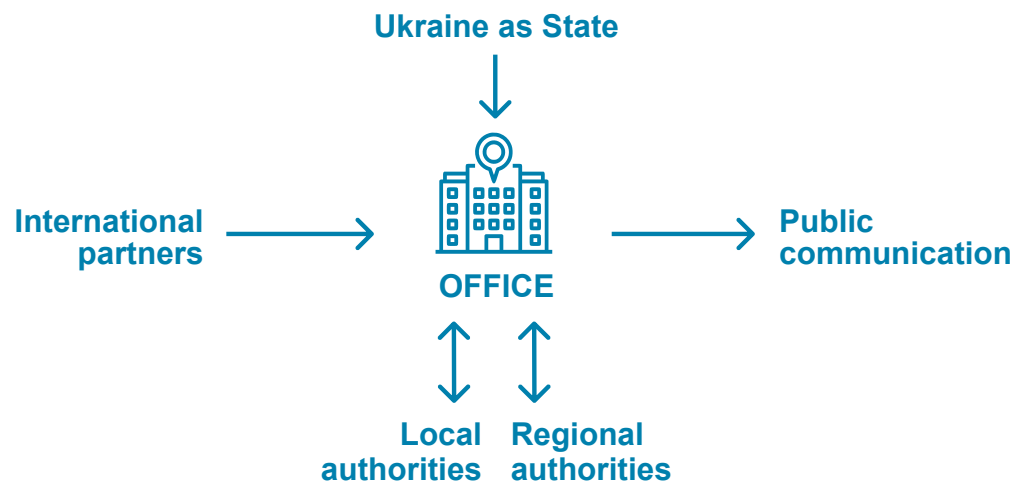 Ukraine as State
International
partners
Public
communication
OFFICE
Local
authorities
Regional
authorities